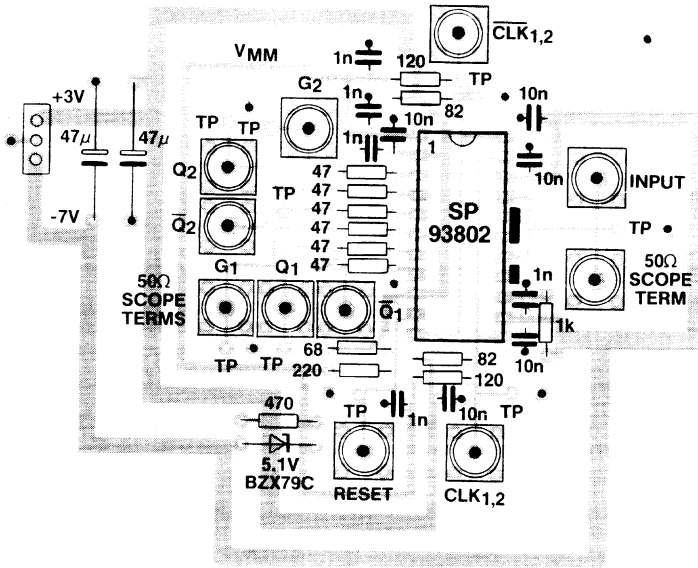 C̅L̅K̅1,2
VMM
1n
120
TP
+3V
G2
1n
82
10n
47μ
47μ
TP
TP
10n
1n
1
10n
Q2
47
47
SP
93802
INPUT
47
TP
Q̅2
47
TP
-7V
47
47
50Ω
SCOPE
TERMS
G1
Q1
Q̅1
1n
50Ω
SCOPE
TERM
1k
68
82
10n
TP
TP
220
120
470
TP
1n
10n
TP
5.1V
BZX79C
RESET
CLK1,2